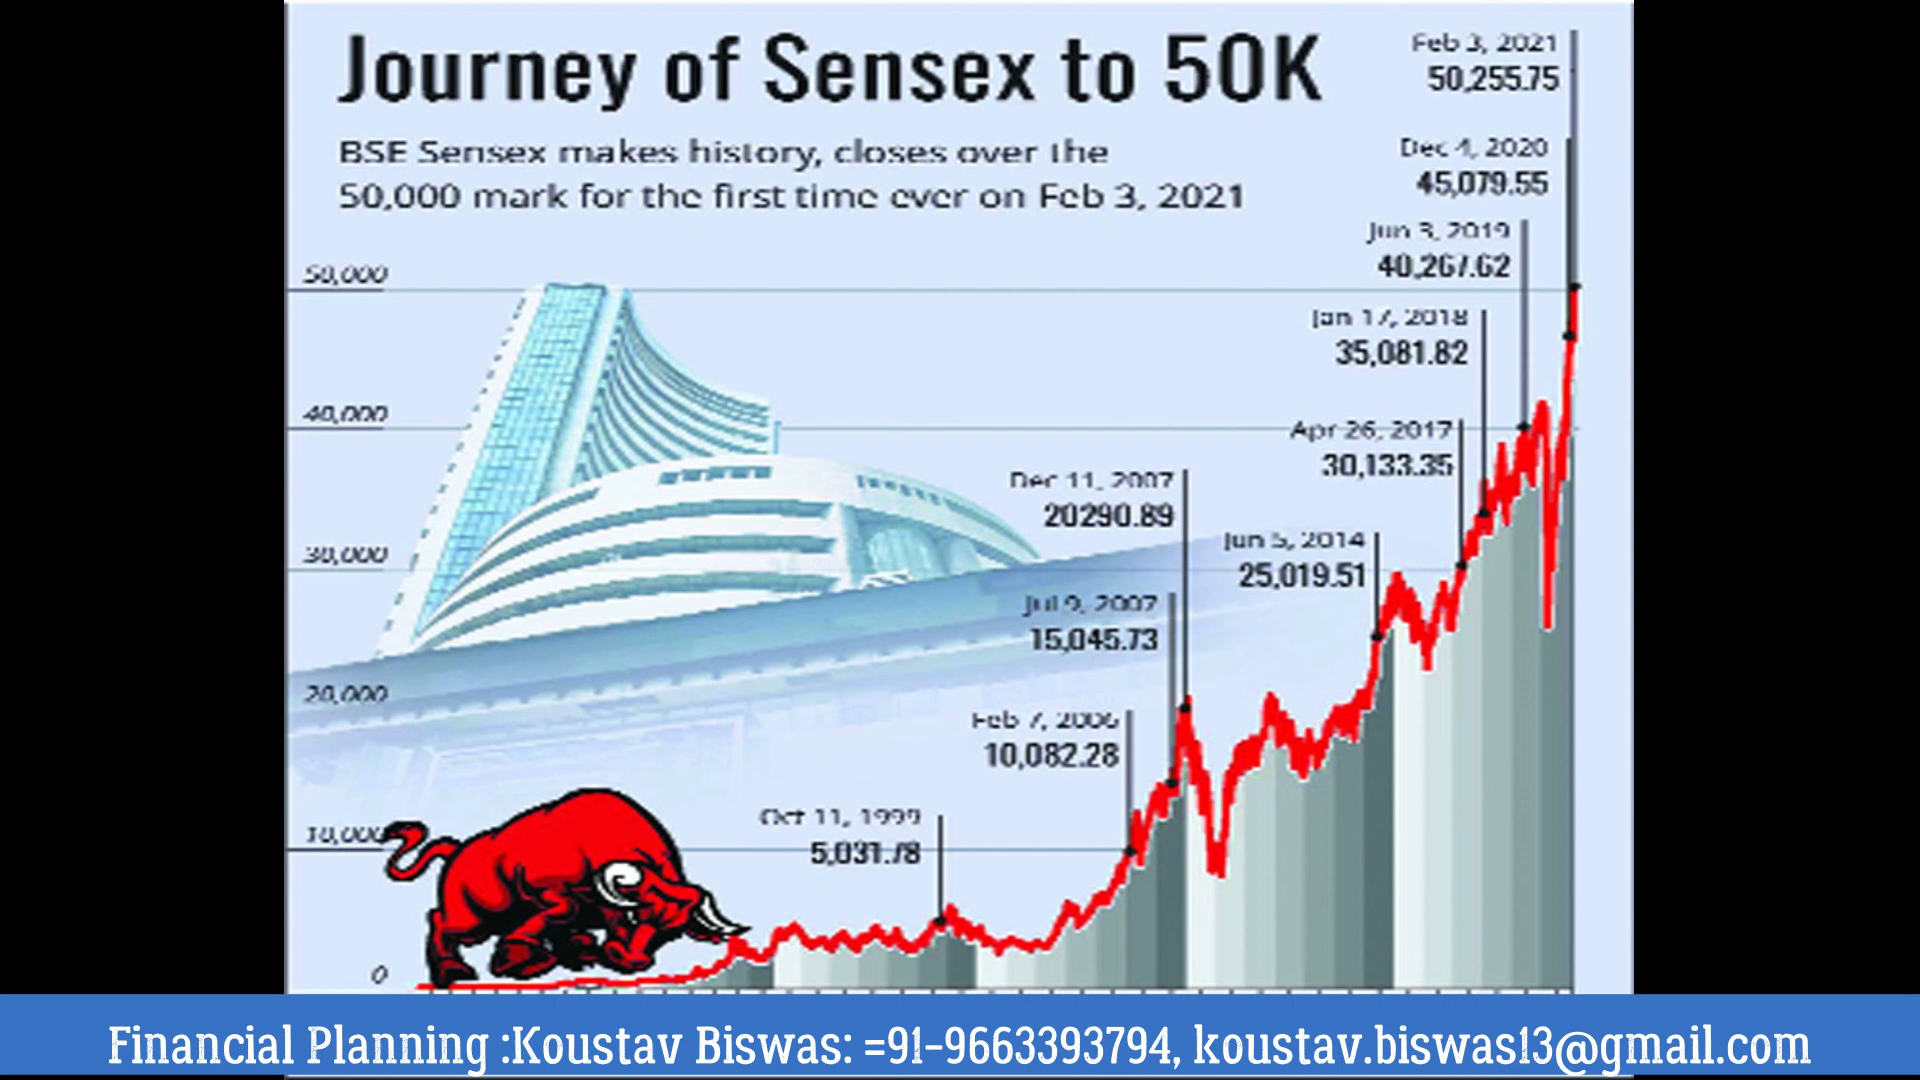 Journey of Sensex to 50K
BSE Sensex makes history, closes over the
50,000 mark for the first time ever on Feb 3, 2021
Feb 3, 2021
50,255.75
Dec 4, 2020
45,079.55
Jun 3, 2019
40,267.62
50,000
Jan 17, 2018
35,081.82
40,000
Apr 26, 2017
30,133.35
Dec 11, 2007
20290.89
30,000
Jun 5, 2014
25,019.51
Jul 9, 2007
15,045.73
20,000
Feb 7, 2006
10,082.28
Oct 11, 1999
5,031.78
10,000
0
Financial Planning :Koustav Biswas: =91-9663393794, koustav.biswas13@gmail.com